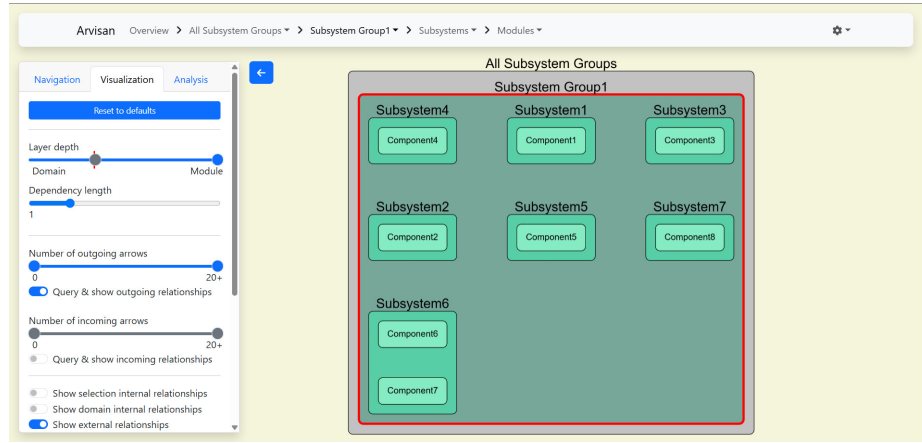 Arvisan Overview > All Subsystem Groups > Subsystem Group1 > Subsystems > Modules
Navigation Visualization Analysis
Reset to defaults
Layer depth
Domain Module
Dependency length
1
Number of outgoing arrows
0 20+
Query & show outgoing relationships
Number of incoming arrows
0 20+
Query & show incoming relationships
Show selection internal relationships
Show domain internal relationships
Show external relationships
All Subsystem Groups
Subsystem Group1
Subsystem4 Subsystem1 Subsystem3
Component4 Component1 Component3
Subsystem2 Subsystem5 Subsystem7
Component2 Component5 Component8
Subsystem6
Component6
Component7